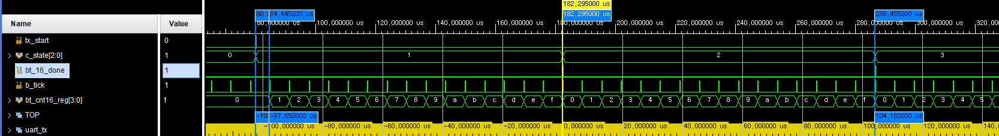 182,295000 us
80,0 84,645000 us 182,295000 us 286,455000 us
Name Value
80,000000 us 100,000000 us 120,000000 us 140,000000 us 160,000000 us 180,000000 us 200,000000 us 220,000000 us 240,000000 us 260,000000 us 280,000000 us 300,000000 us 320,
tx_start 0
c_state[2:0] 1 0 1 2 3
bt_16_done 1
b_tick 1
bt_cnt16_reg[3:0] f 0 1 2 3 4 5 6 7 8 9 a b c d e f 0 1 2 3 4 5 6 7 8 9 a b c d e f 0 1 2 3 4 5
TOP -102 -97,650000 us 104,160000 us
uart_tx -100,000000 us -80,000000 us -60,000000 us -40,000000 us -20,000000 us 0,000000 us 20,000000 us 40,000000 us 60,000000 us 80,000000 us 100,000000 us 120,000000 us 140,